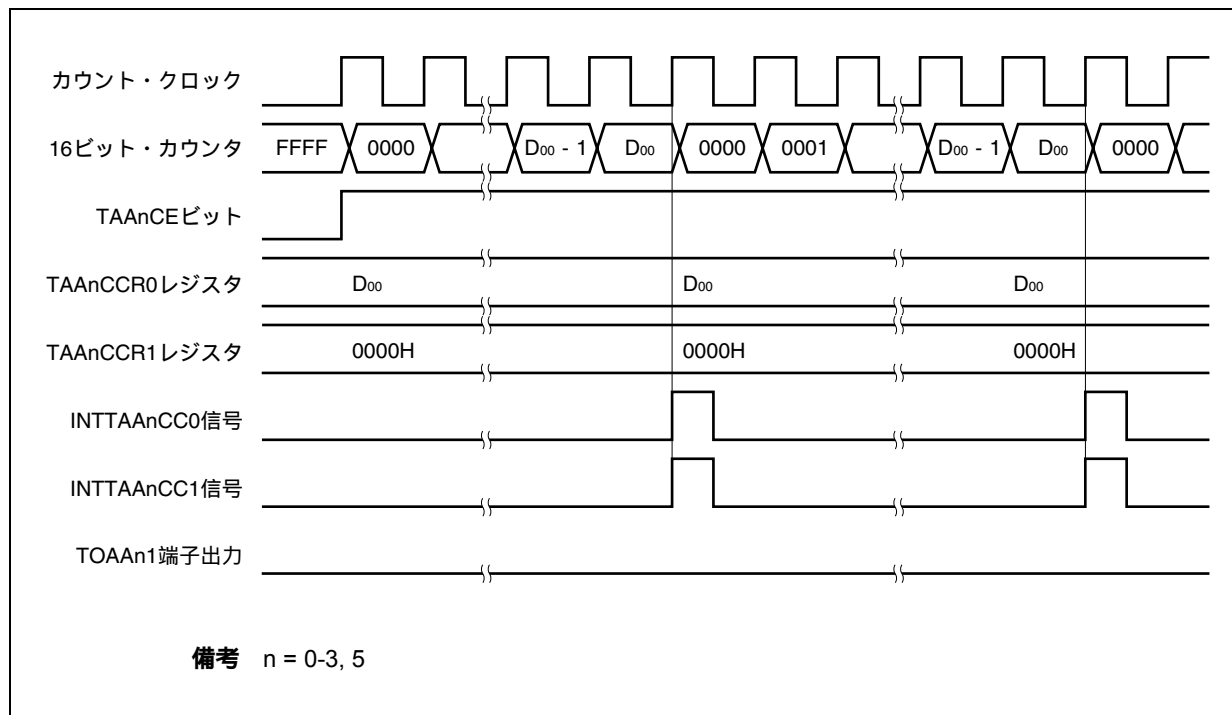 カウント・クロック
16ビット・カウンタ FFFF 0000 D00 - 1 D00 0000 0001 D00 - 1 D00 0000
TAAnCEビット
TAAnCCR0レジスタ D00 D00 D00
TAAnCCR1レジスタ 0000H 0000H 0000H
INTTAAnCC0信号
INTTAAnCC1信号
TOAAn1端子出力
備考 n = 0-3, 5